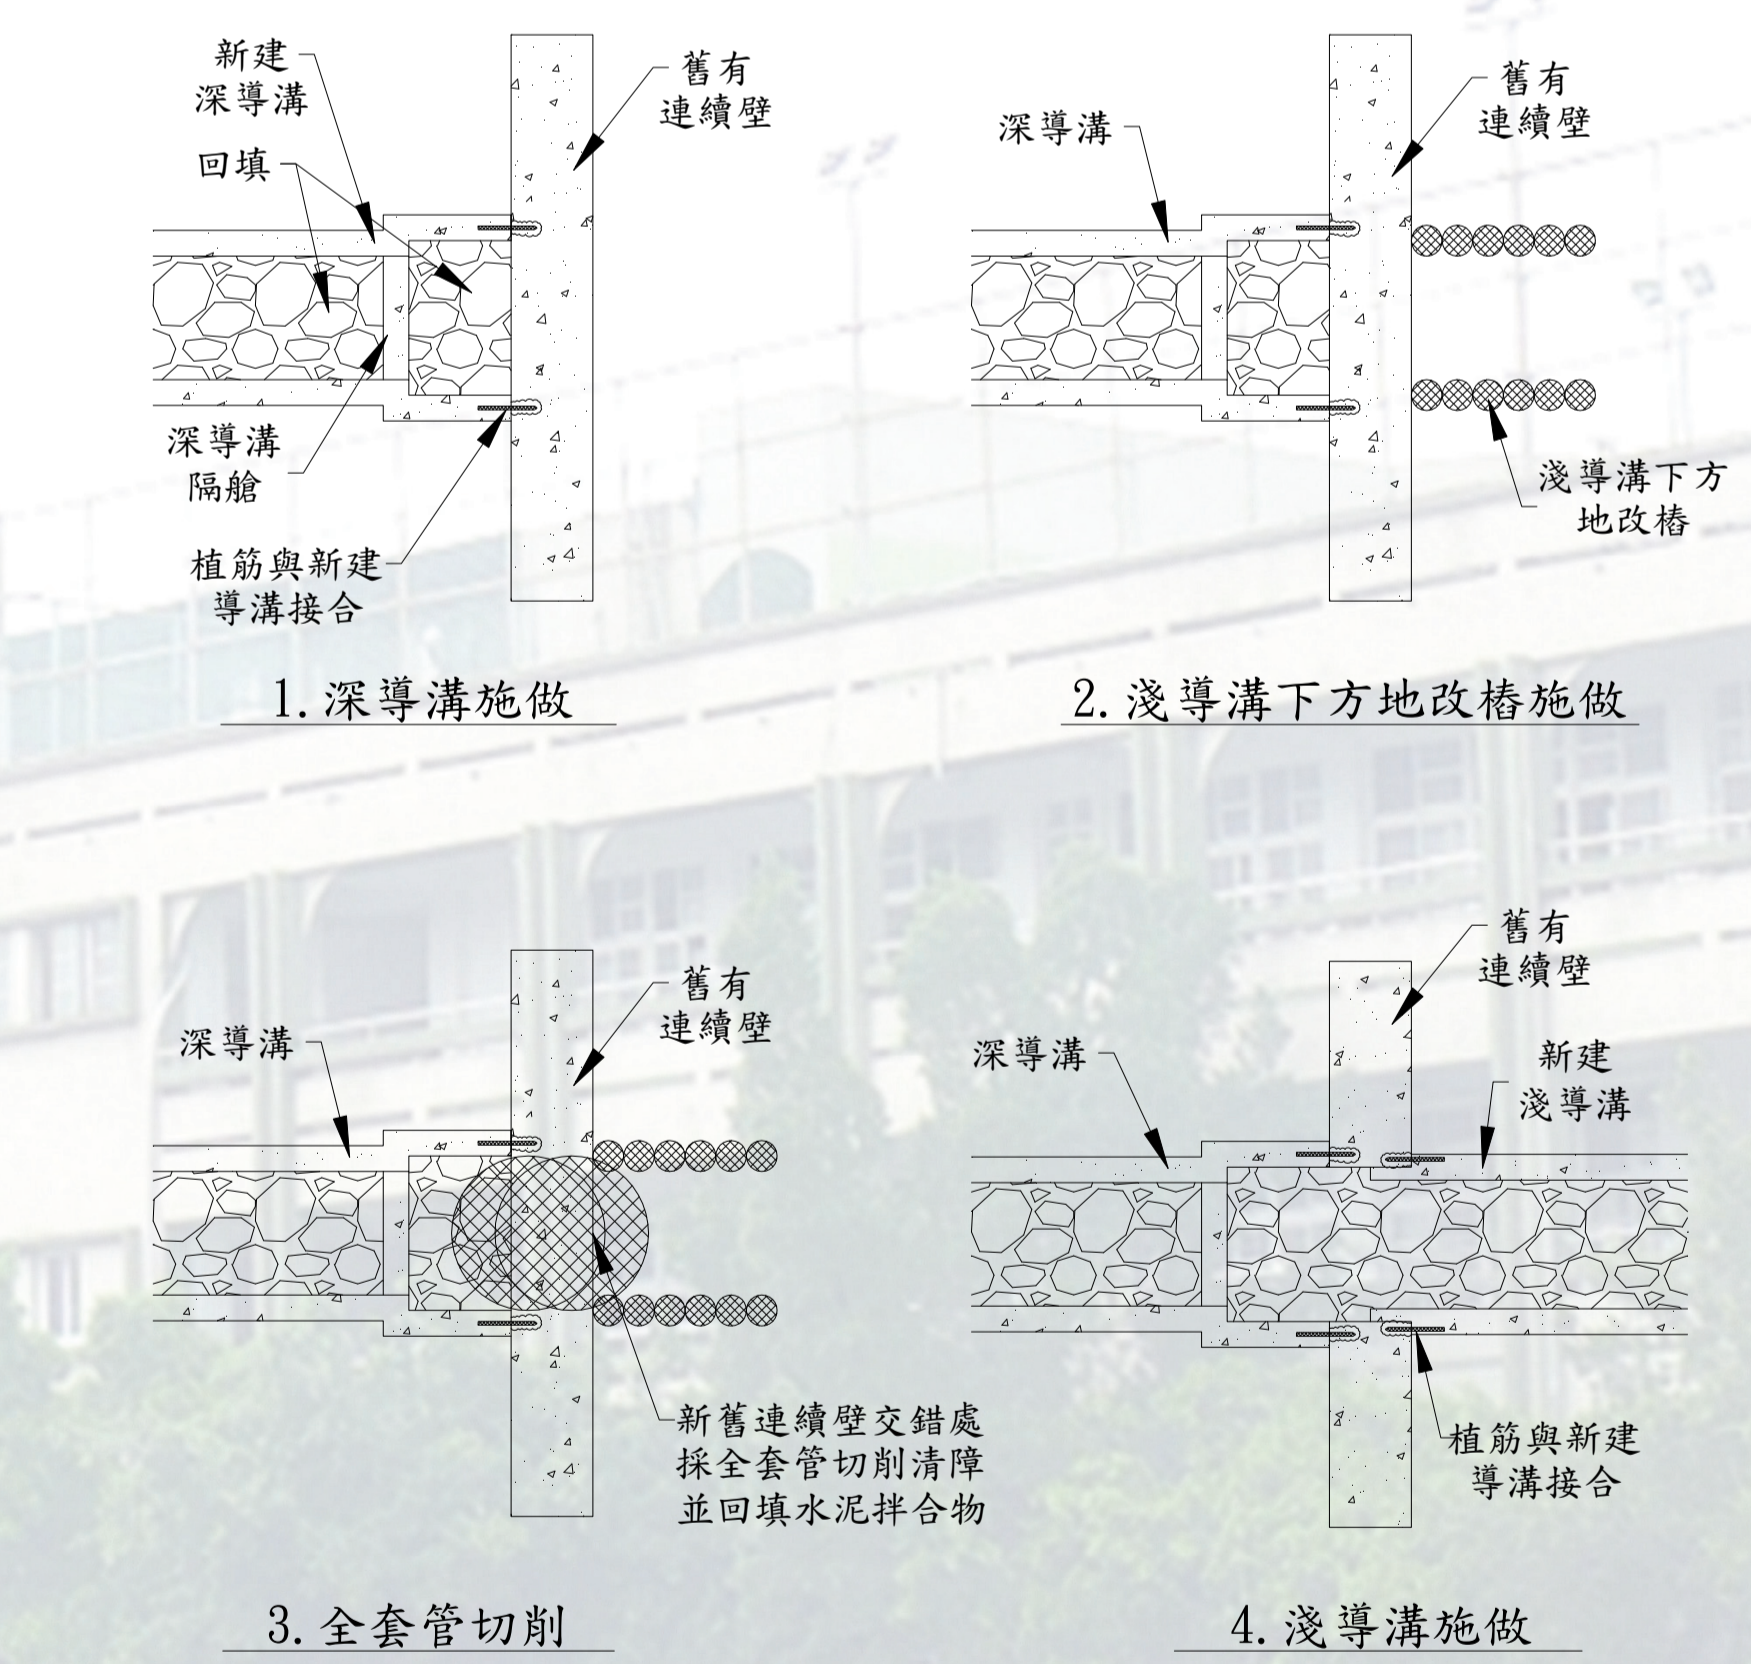 新建
深導溝
回填
舊有
連續壁
深導溝
隔艙
植筋與新建
導溝接合
1.深導溝施做
深導溝
舊有
連續壁
淺導溝下方
地改樁
2.淺導溝下方地改樁施做
深導溝
舊有
連續壁
新舊連續壁交錯處
採全套管切削清障
並回填水泥拌合物
3.全套管切削
深導溝
舊有
連續壁
新建
淺導溝
植筋與新建
導溝接合
4.淺導溝施做